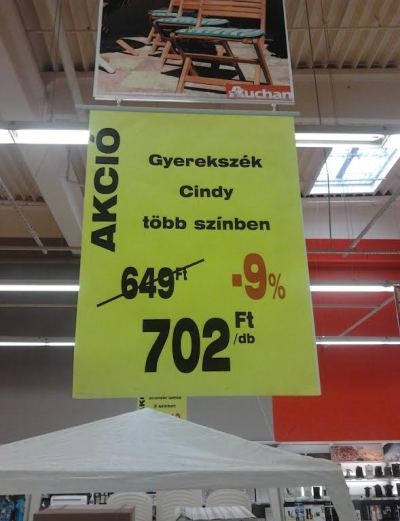 Auchan
AKCIÓ
Gyerekszék
Cindy
több színben
649 Ft
-9%
702 Ft
/db